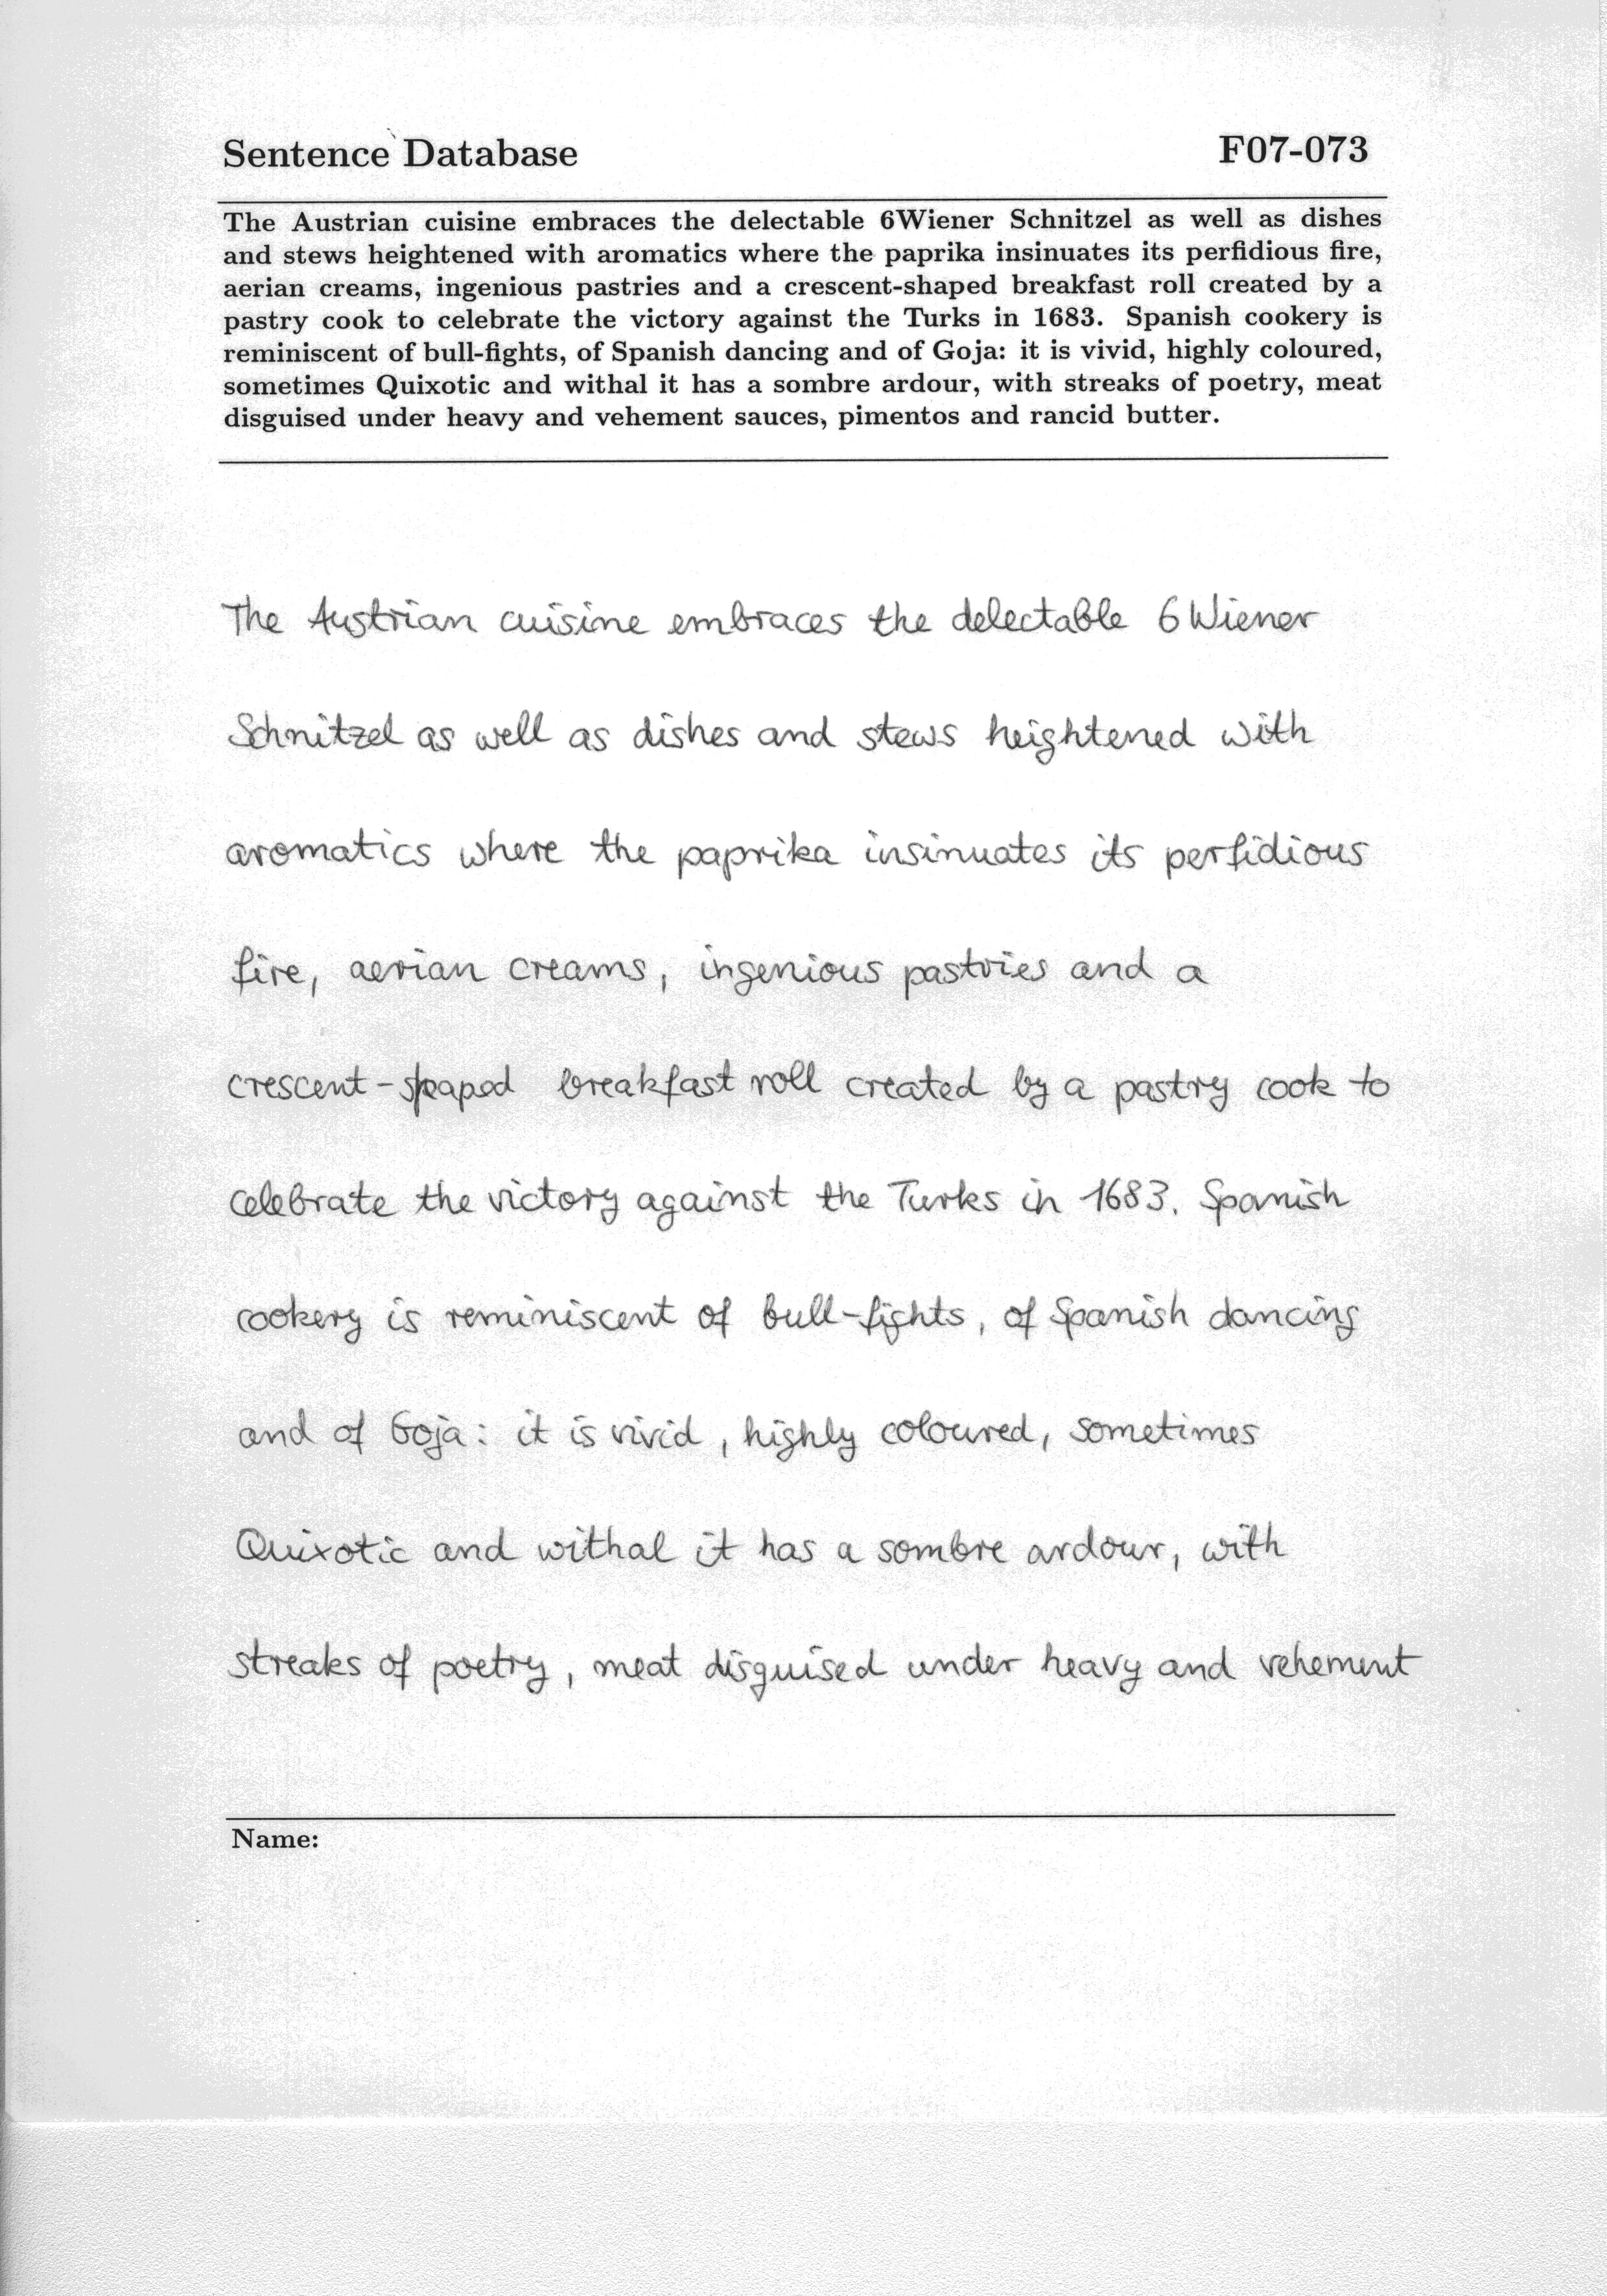 Sentence Database F07-073
The Austrian cuisine embraces the delectable 6Wiener Schnitzel as well as dishes
and stews heightened with aromatics where the paprika insinuates its perfidious fire,
aerian creams, ingenious pastries and a crescent-shaped breakfast roll created by a
pastry cook to celebrate the victory against the Turks in 1683. Spanish cookery is
reminiscent of bull-fights, of Spanish dancing and of Goja: it is vivid, highly coloured,
sometimes Quixotic and withal it has a sombre ardour, with streaks of poetry, meat
disguised under heavy and vehement sauces, pimentos and rancid butter.
The Austrian cuisine embraces the delectable 6Wiener
Schnitzel as well as dishes and stews heightened with
aromatics where the paprika insinuates its perfidious
fire, aerian creams, ingenious pastries and a
crescent-shaped breakfast roll created by a pastry cook to
celebrate the victory against the Turks in 1683. Spanish
cookery is reminiscent of bull-fights, of Spanish dancing
and of Goja: it is vivid, highly coloured, sometimes
Quixotic and withal it has a sombre ardour, with
streaks of poetry, meat disguised under heavy and vehement
Name: